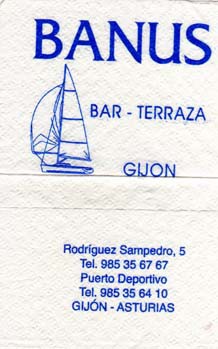 BANUS
BAR - TERRAZA
GIJON
Rodríguez Sampedro, 5
Tel. 985 35 67 67
Puerto Deportivo
Tel. 985 35 64 10
GIJÓN - ASTURIAS